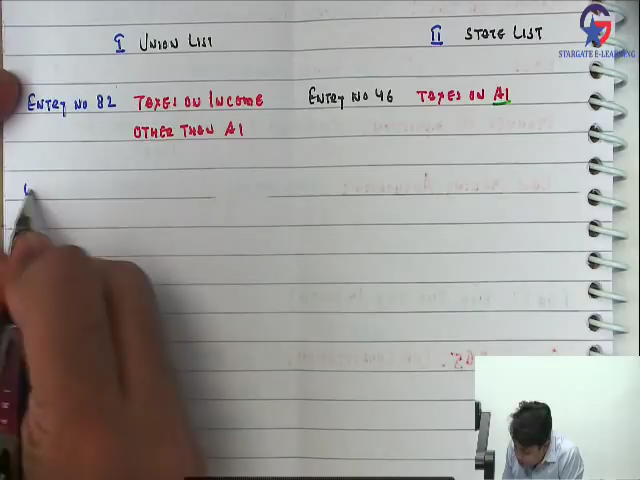 I UNION LIST
II STATE LIST
STARGATE E-LEARNING
ENTRY NO 82 TAXES ON INCOME
OTHER THAN AI
ENTRY NO 46 TAXES ON AI